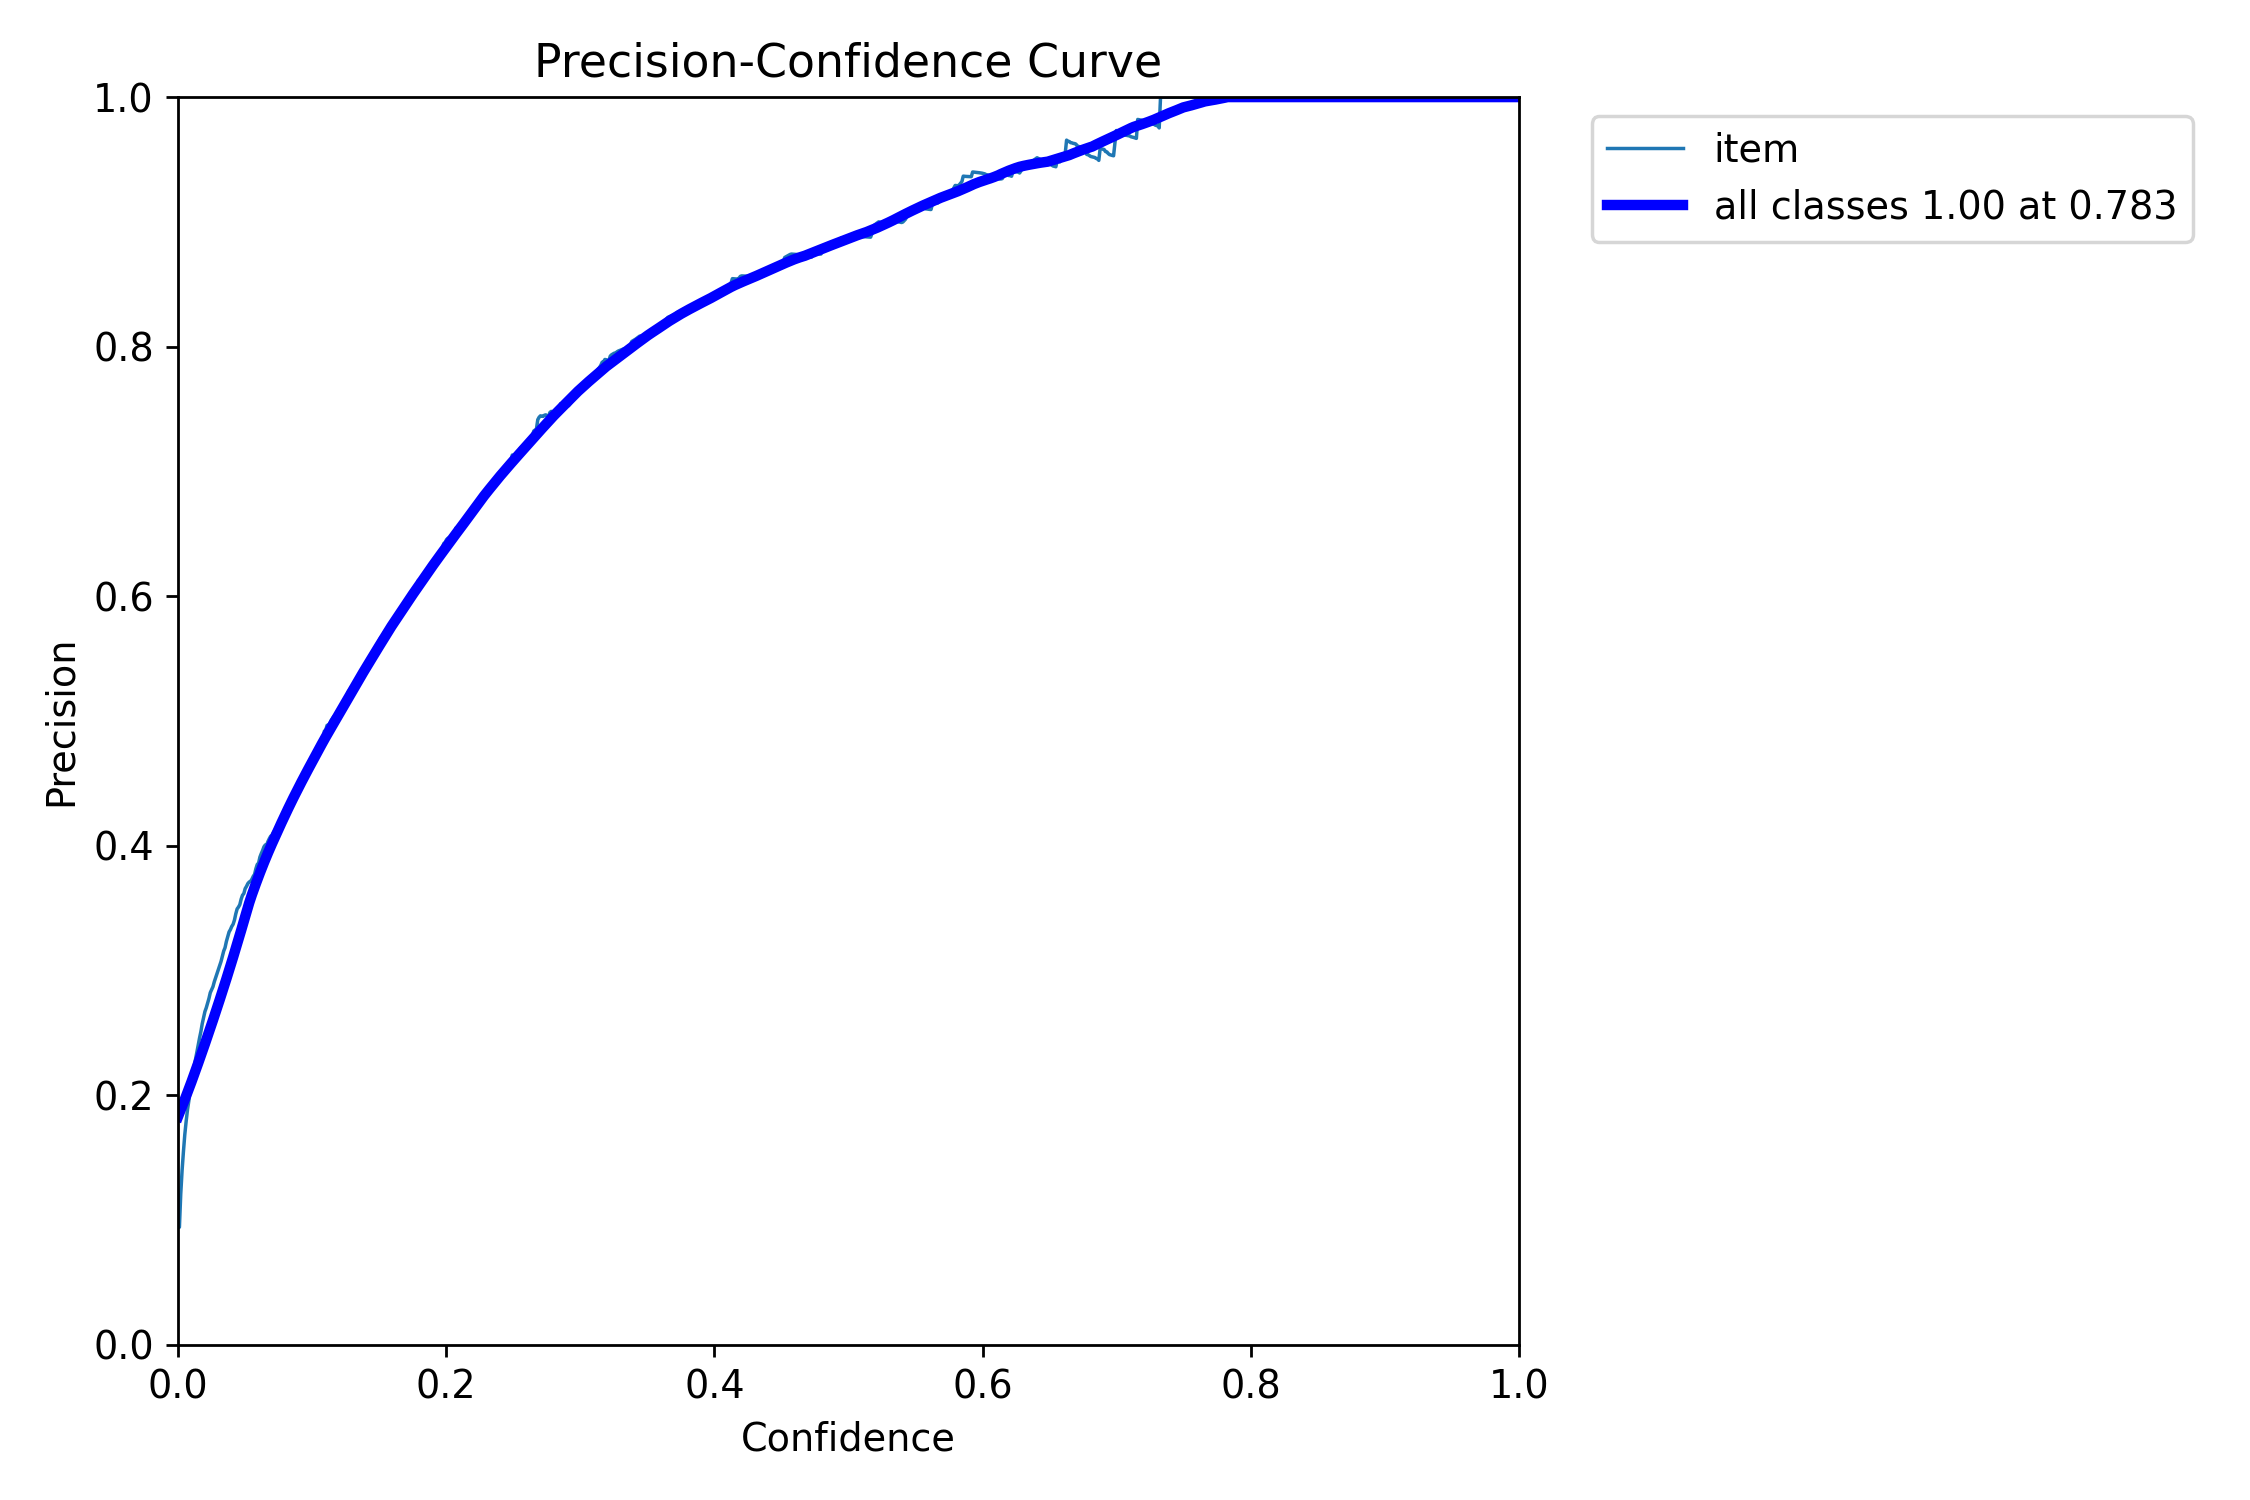 Precision-Confidence Curve
1.0
0.8
0.6
0.4
0.2
0.0
Precision
0.0 0.2 0.4 0.6 0.8 1.0
Confidence
item
all classes 1.00 at 0.783